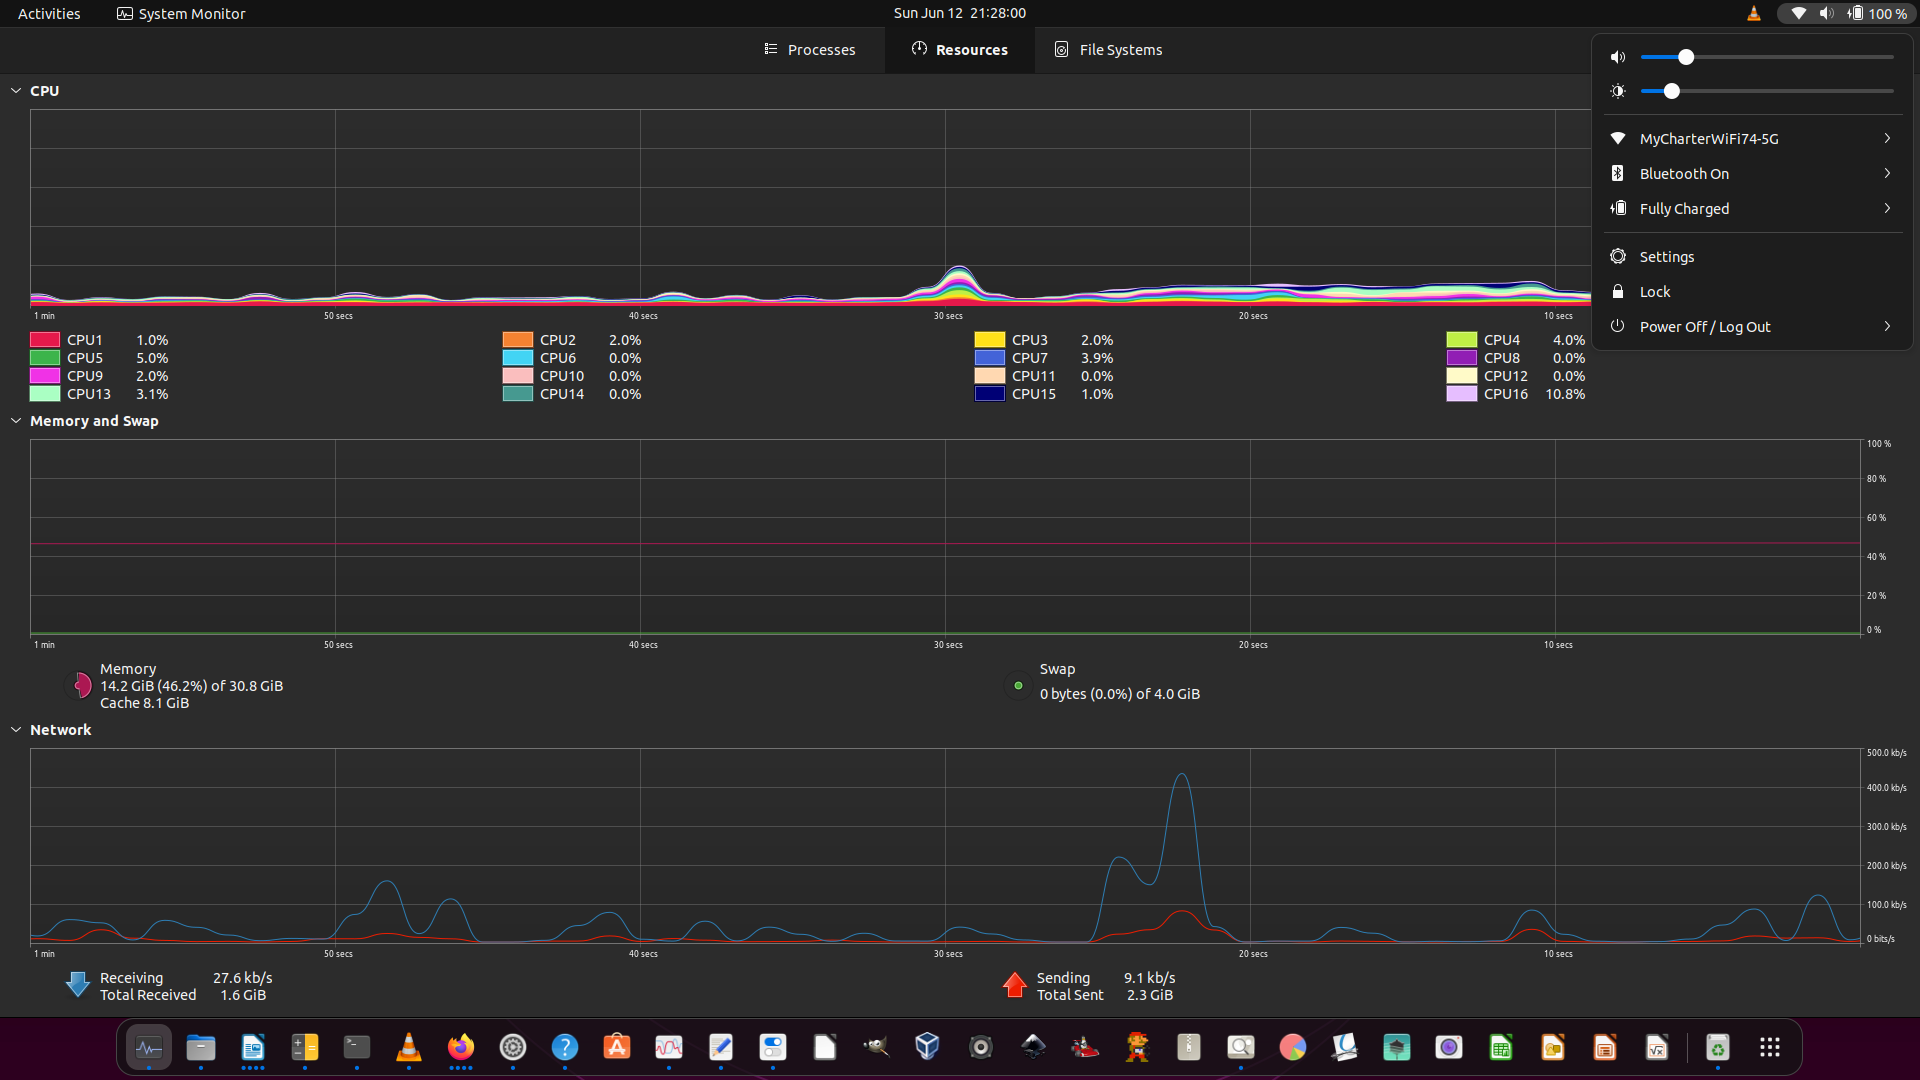 Activities
System Monitor
Sun Jun 12 21:28:00
100 %
Processes
Resources
File Systems
MyCharterWiFi74-5G
Bluetooth On
Fully Charged
Settings
Lock
Power Off / Log Out
CPU
1 min 50 secs 40 secs 30 secs 20 secs 10 secs
CPU1 1.0% CPU2 2.0% CPU3 2.0% CPU4 4.0%
CPU5 5.0% CPU6 0.0% CPU7 3.9% CPU8 0.0%
CPU9 2.0% CPU10 0.0% CPU11 0.0% CPU12 0.0%
CPU13 3.1% CPU14 0.0% CPU15 1.0% CPU16 10.8%
Memory and Swap
100 %
80 %
60 %
40 %
20 %
0 %
1 min 50 secs 40 secs 30 secs 20 secs 10 secs
Memory
14.2 GiB (46.2%) of 30.8 GiB
Cache 8.1 GiB
Swap
0 bytes (0.0%) of 4.0 GiB
Network
500.0 kb/s
400.0 kb/s
300.0 kb/s
200.0 kb/s
100.0 kb/s
0 bits/s
1 min 50 secs 40 secs 30 secs 20 secs 10 secs
Receiving 27.6 kb/s
Total Received 1.6 GiB
Sending 9.1 kb/s
Total Sent 2.3 GiB